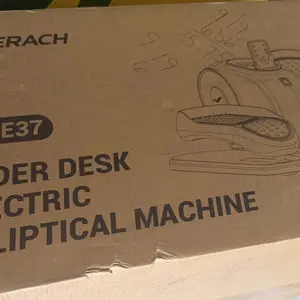 ERACH
E37
DER DESK
ECTRIC
LIPTICAL MACHINE